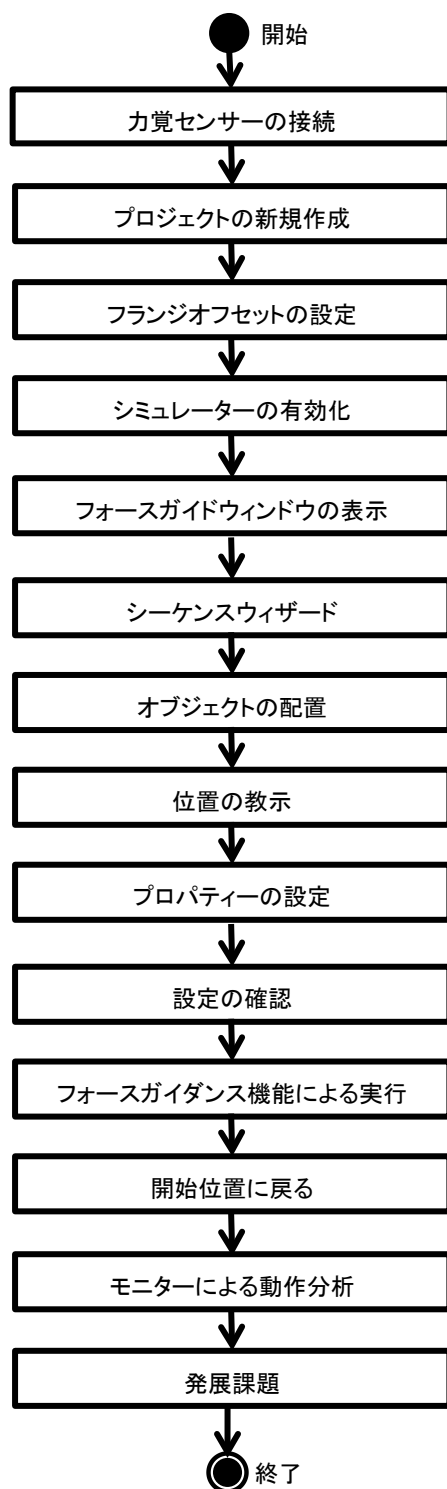 開始
力覚センサーの接続
プロジェクトの新規作成
フランジオフセットの設定
シミュレーターの有効化
フォースガイドウィンドウの表示
シーケンスウィザード
オブジェクトの配置
位置の教示
プロパティーの設定
設定の確認
フォースガイダンス機能による実行
開始位置に戻る
モニターによる動作分析
発展課題
終了